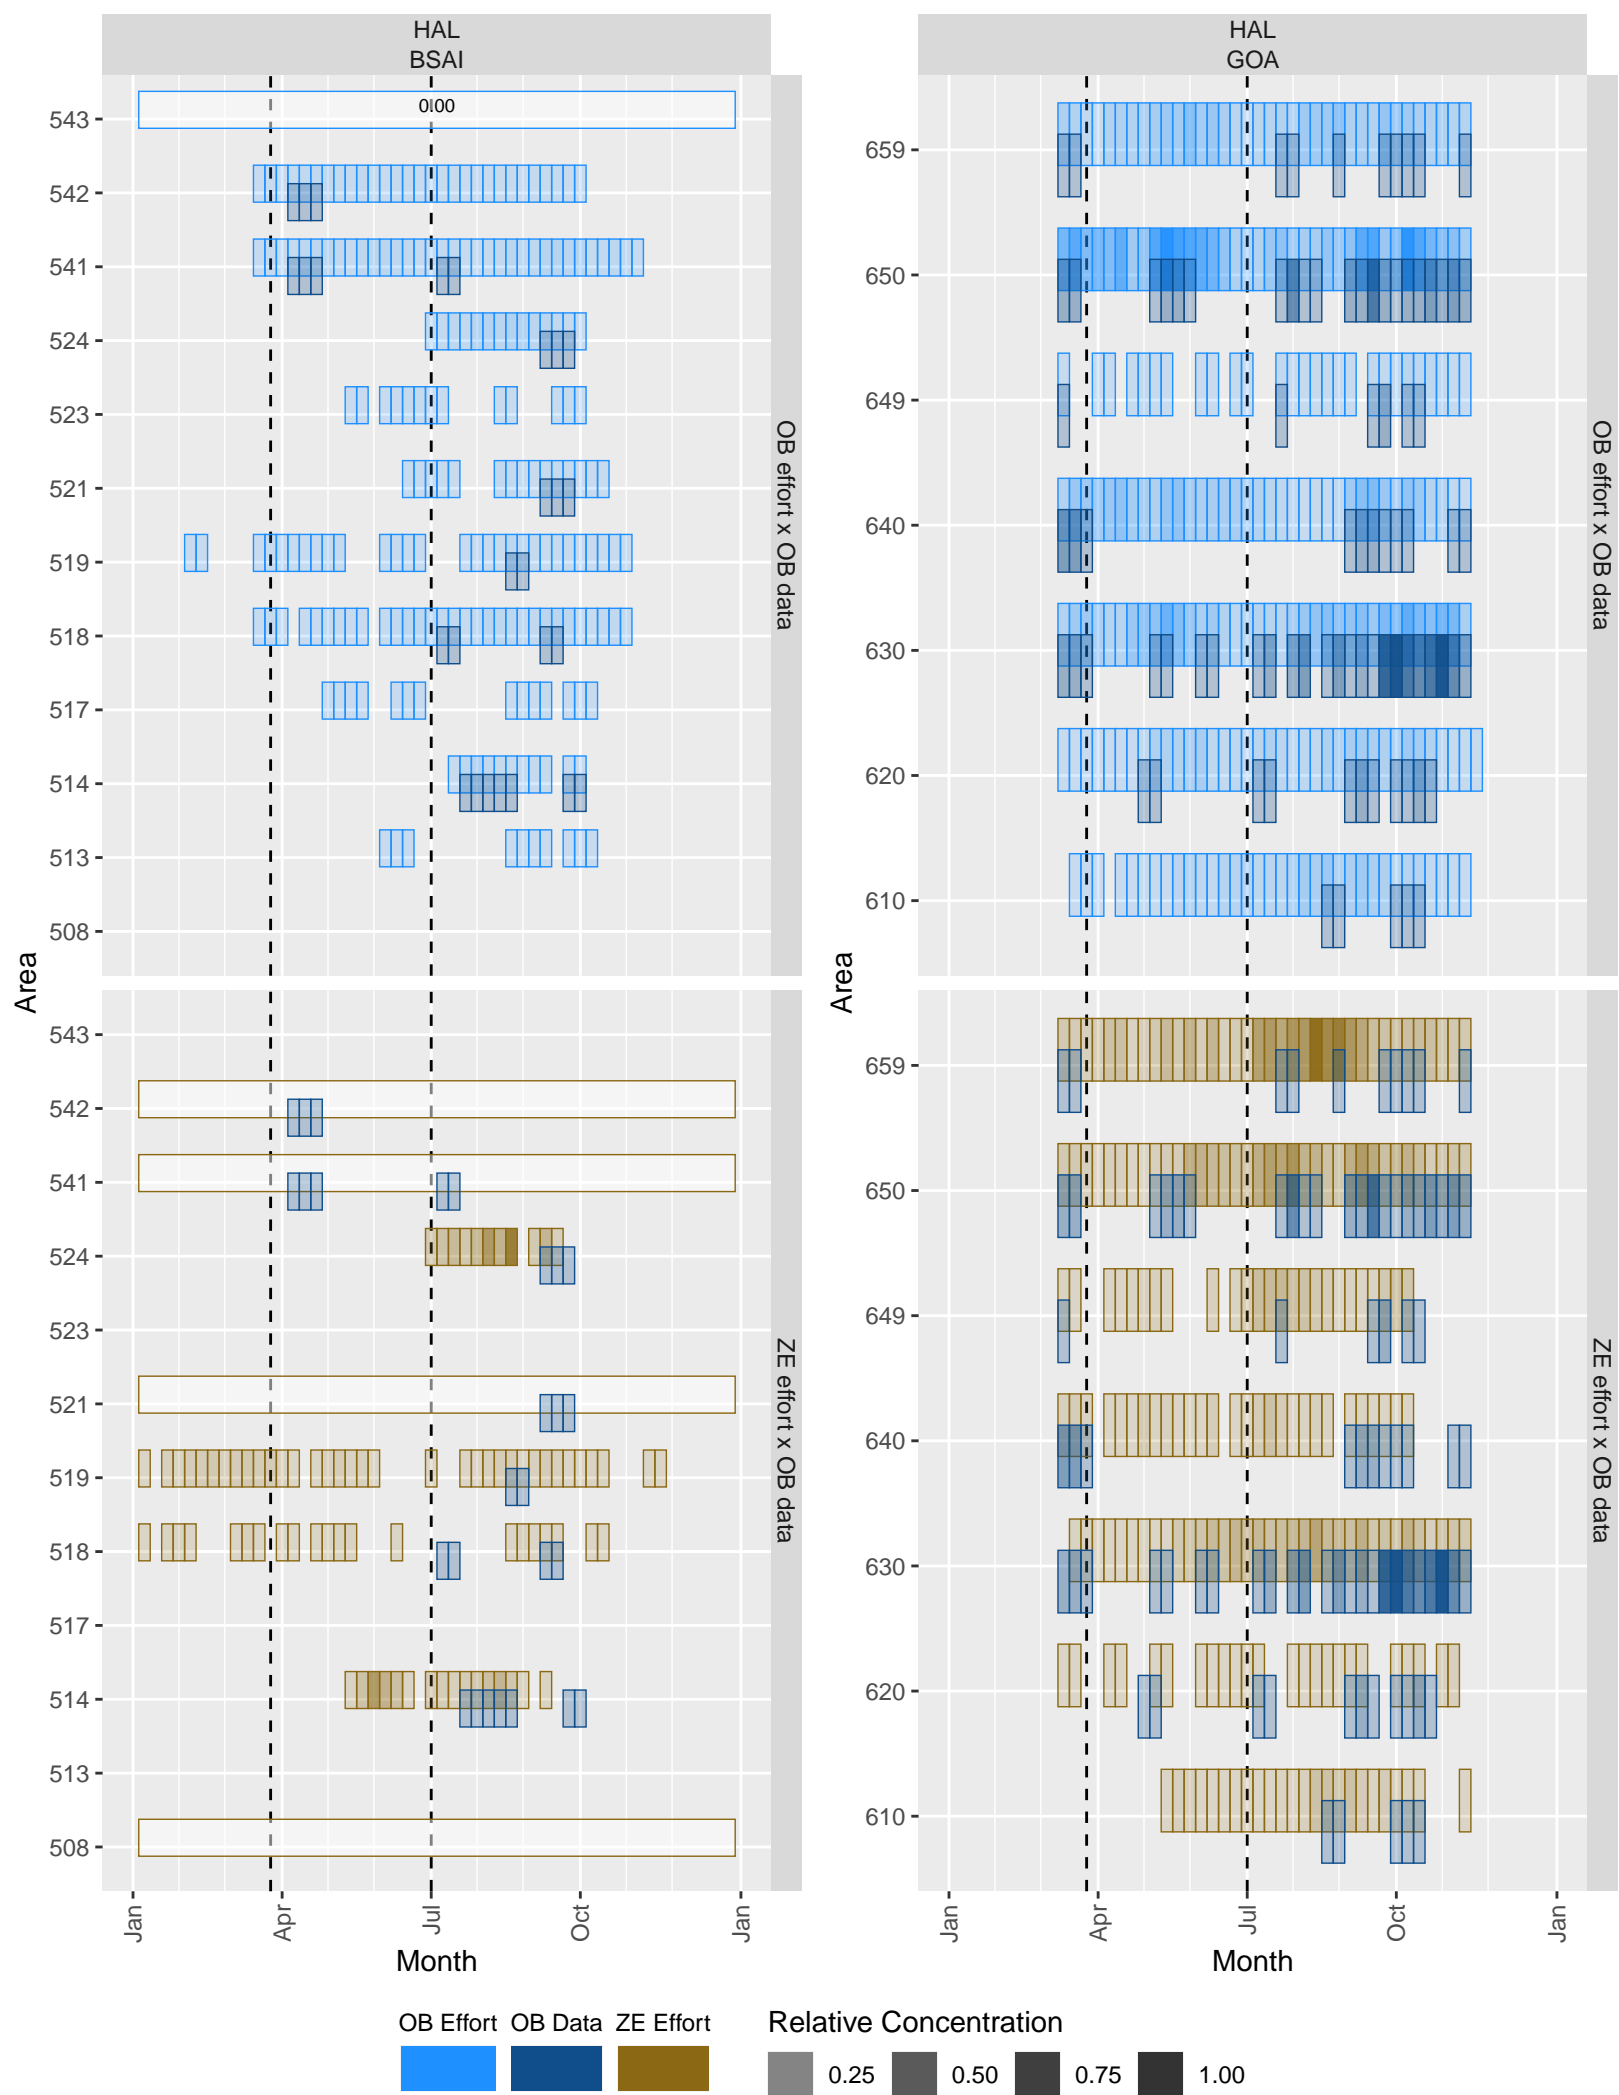 HAL
BSAI
HAL
GOA
0.00
543
542
541
524
523
521
519
518
517
514
513
508
659
650
649
640
630
620
610
OB effort x OB data
OB effort x OB data
Area
Area
543
542
541
524
523
521
519
518
517
514
513
508
659
650
649
640
630
620
610
ZE effort x OB data
ZE effort x OB data
Jan
Apr
Jul
Oct
Jan
Jan
Apr
Jul
Oct
Jan
Month
Month
OB Effort OB Data ZE Effort
Relative Concentration
0.25 0.50 0.75 1.00